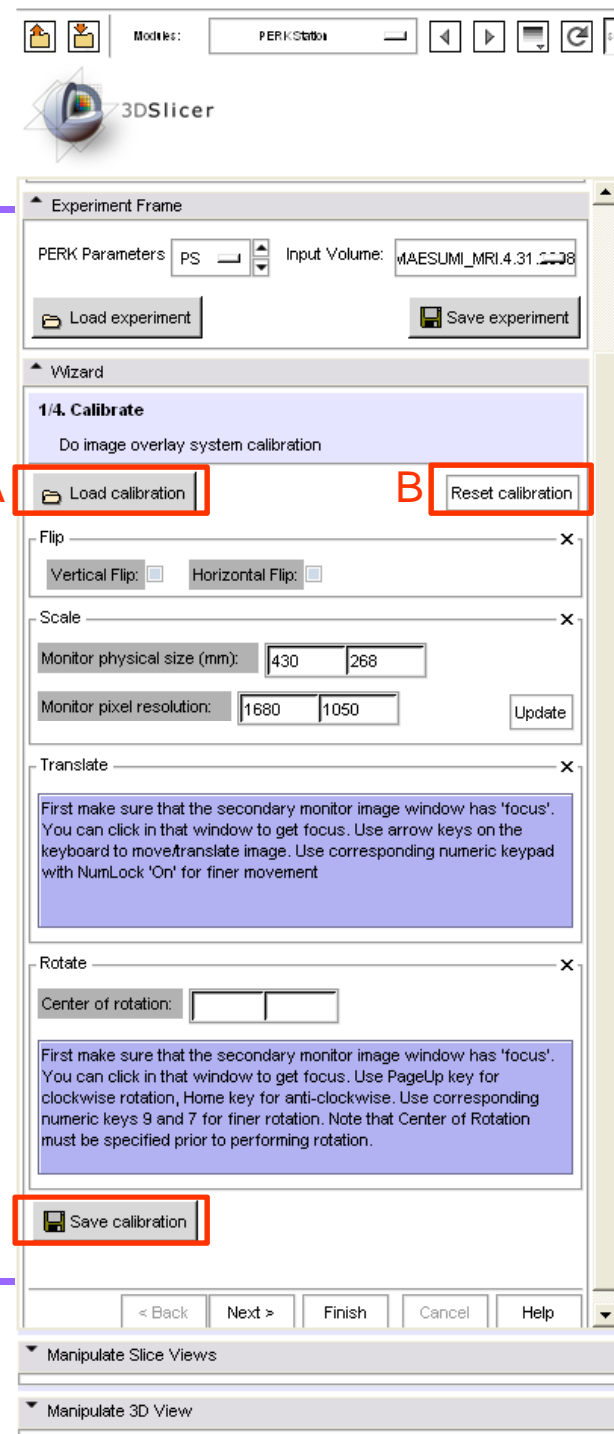 Modules: PERKStation
3DSlicer
Experiment Frame
PERK Parameters PS Input Volume: MAESUMI_MRI.4.31.2008
Load experiment Save experiment
Wizard
1/4. Calibrate
Do image overlay system calibration
A Load calibration B Reset calibration
Flip
Vertical Flip: Horizontal Flip:
Scale
Monitor physical size (mm): 430 268
Monitor pixel resolution: 1680 1050 Update
Translate
First make sure that the secondary monitor image window has 'focus'.
You can click in that window to get focus. Use arrow keys on the
keyboard to move/translate image. Use corresponding numeric keypad
with NumLock 'On' for finer movement
Rotate
Center of rotation:
First make sure that the secondary monitor image window has 'focus'.
You can click in that window to get focus. Use PageUp key for
clockwise rotation, Home key for anti-clockwise. Use corresponding
numeric keys 9 and 7 for finer rotation. Note that Center of Rotation
must be specified prior to performing rotation.
Save calibration
< Back Next > Finish Cancel Help
Manipulate Slice Views
Manipulate 3D View